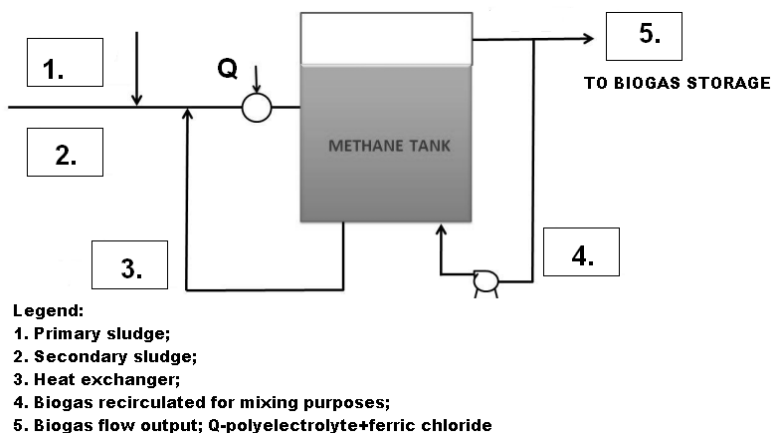 1.
Q
5.
TO BIOGAS STORAGE
2.
METHANE TANK
3.
4.
Legend:
1. Primary sludge;
2. Secondary sludge;
3. Heat exchanger;
4. Biogas recirculated for mixing purposes;
5. Biogas flow output; Q-polyelectrolyte+ferric chloride